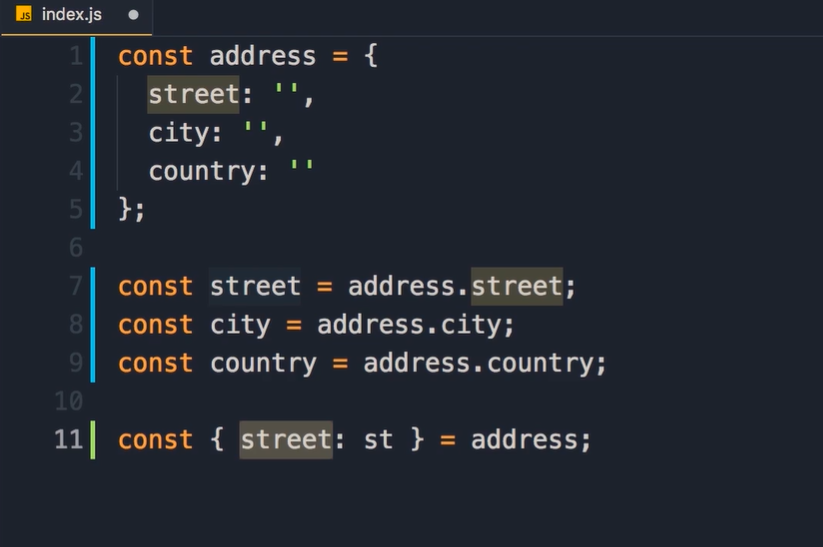 JS index.js
1 const address = {
2 street: '',
3 city: '',
4 country: ''
5 };
6
7 const street = address.street;
8 const city = address.city;
9 const country = address.country;
10
11 const { street: st } = address;